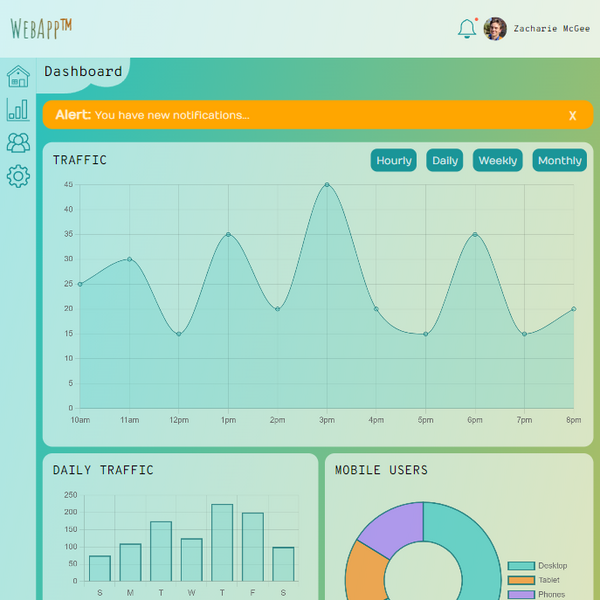 WEBAPP™
Zacharie McGee
Dashboard
Alert: You have new notifications... X
TRAFFIC
Hourly Daily Weekly Monthly
45
40
35
30
25
20
15
10
5
0
10am 11am 12pm 1pm 2pm 3pm 4pm 5pm 6pm 7pm 8pm
DAILY TRAFFIC
250
200
150
100
50
0
S M T W T F S
MOBILE USERS
Desktop
Tablet
Phones